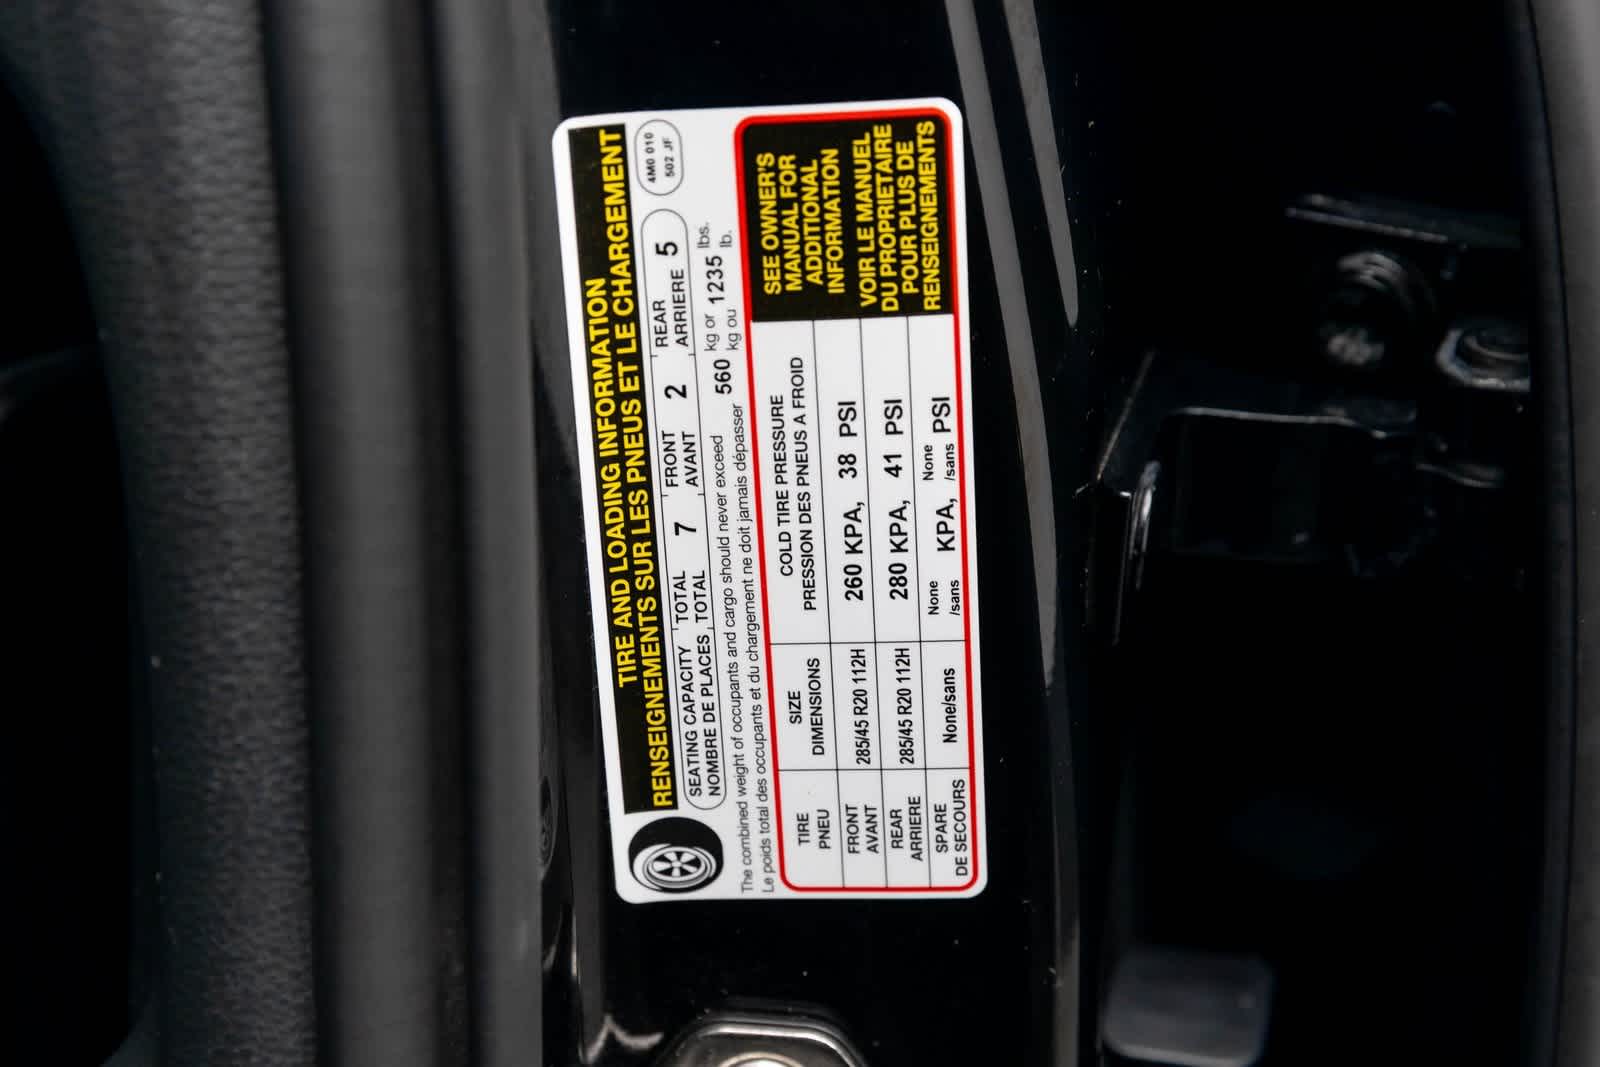 TIRE AND LOADING INFORMATION
RENSEIGNEMENTS SUR LES PNEUS ET LE CHARGEMENT
4M0 010
502 JF
SEATING CAPACITY TOTAL 7 FRONT 2 REAR 5
NOMBRE DE PLACES TOTAL AVANT ARRIERE
The combined weight of occupants and cargo should never exceed 560 kg or 1235 lbs.
Le poids total des occupants et du chargement ne doit jamais dépasser kg ou lb.
TIRE SIZE COLD TIRE PRESSURE
PNEU DIMENSIONS PRESSION DES PNEUS A FROID
FRONT 285/45 R20 112H 260 KPA, 38 PSI
AVANT
REAR 285/45 R20 112H 280 KPA, 41 PSI
ARRIERE
SPARE None/sans None /sans KPA, None /sans PSI
DE SECOURS
SEE OWNER'S
MANUAL FOR
ADDITIONAL
INFORMATION
VOIR LE MANUEL
DU PROPRIETAIRE
POUR PLUS DE
RENSEIGNEMENTS